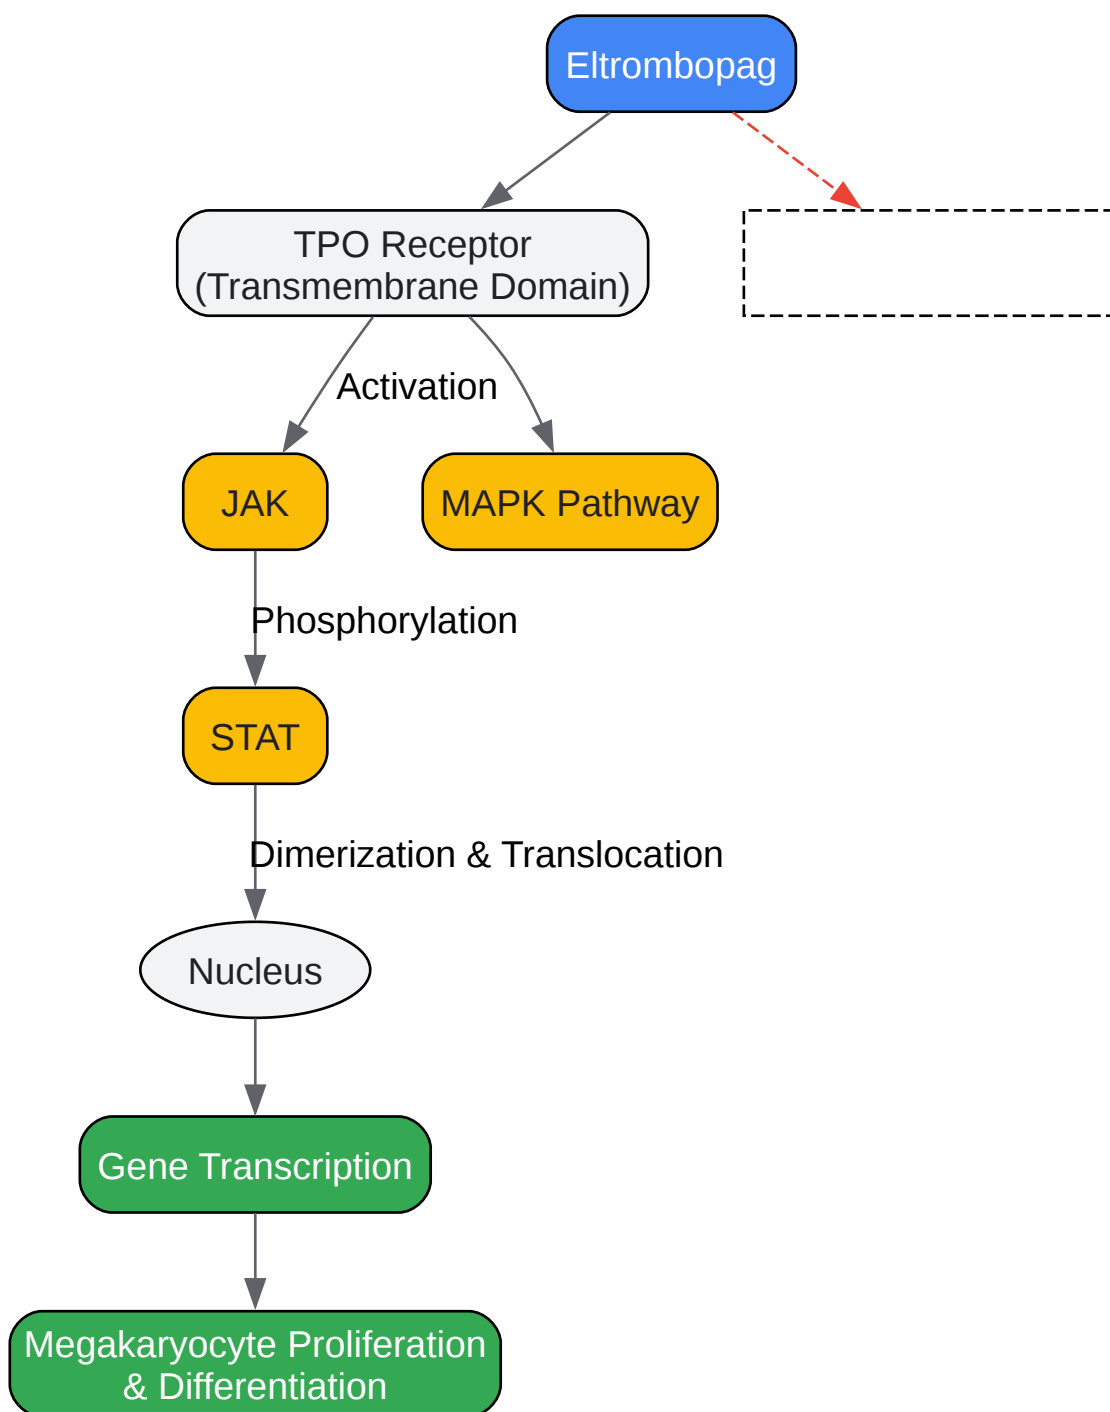 Eltrombopag
TPO Receptor
(Transmembrane Domain)
Activation
JAK
MAPK Pathway
Phosphorylation
STAT
Dimerization & Translocation
Nucleus
Gene Transcription
Megakaryocyte Proliferation
& Differentiation